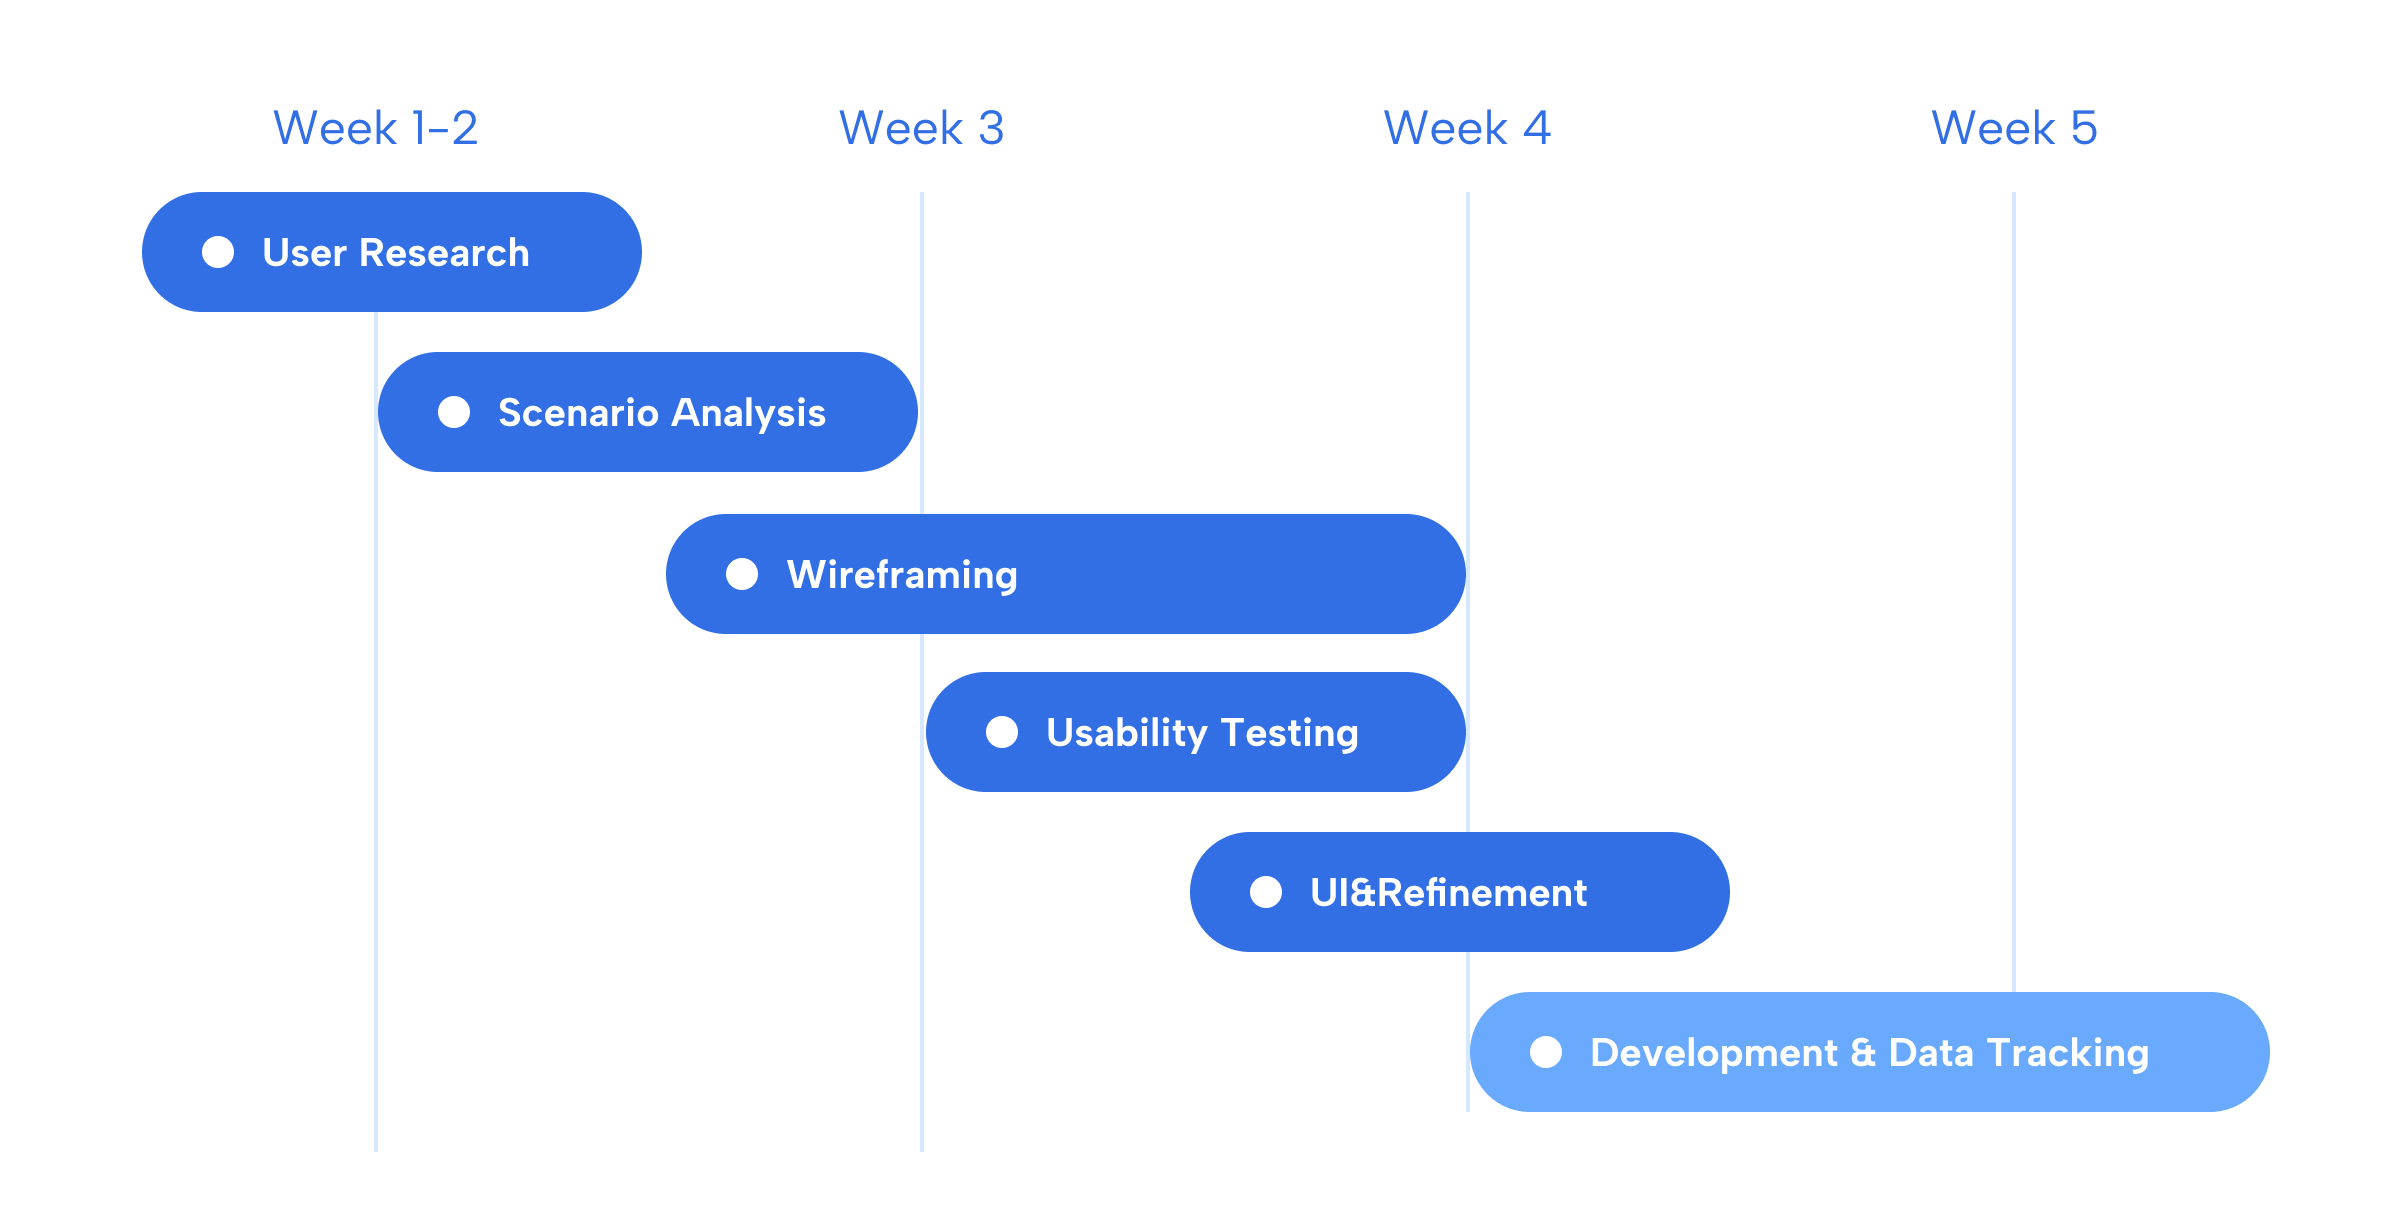 Week 1-2
Week 3
Week 4
Week 5
User Research
Scenario Analysis
Wireframing
Usability Testing
UI&Refinement
Development & Data Tracking